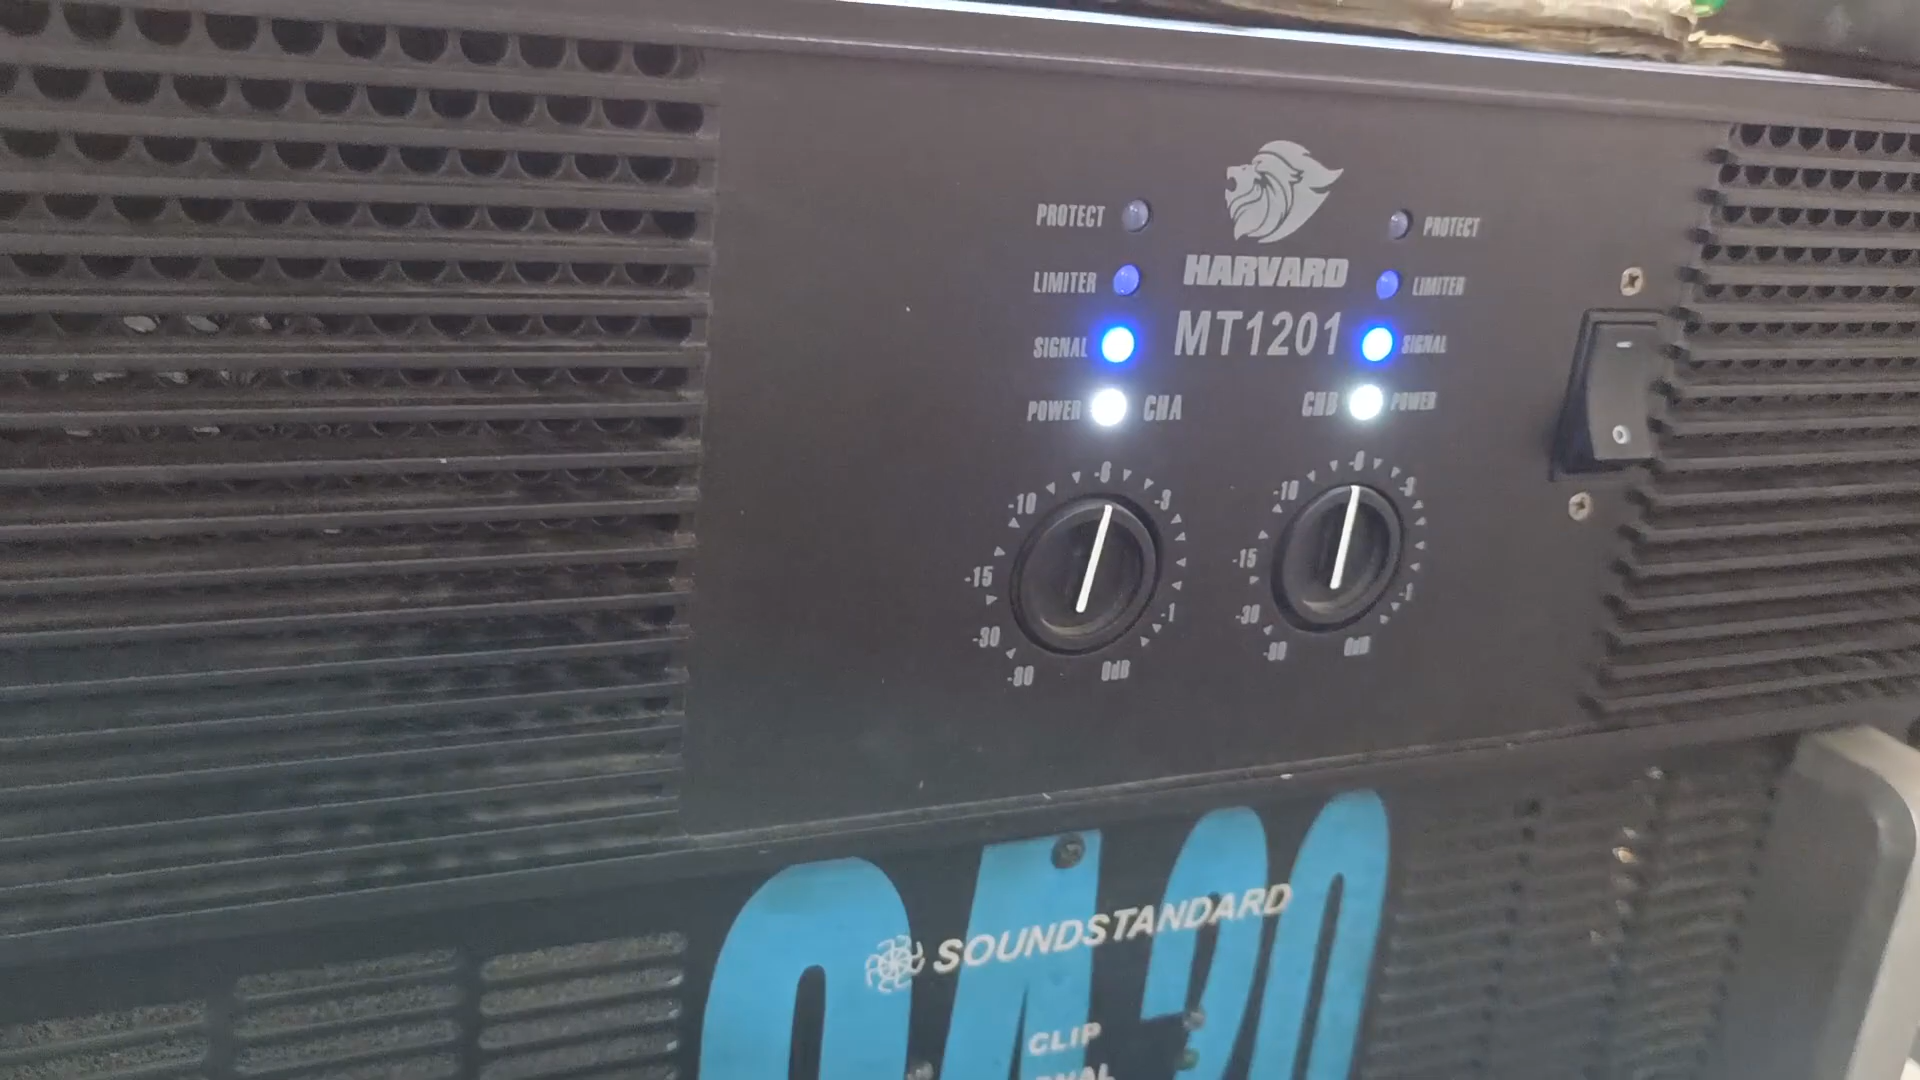 PROTECT
PROTECT
LIMITER
HARVARD
LIMITER
SIGNAL
MT1201
SIGNAL
POWER
CHA
CHB
POWER
-6
-10
-3
-15
-1
-30
-80
0dB
-6
-10
-3
-15
-1
-30
-80
0dB
SOUNDSTANDARD
CLIP